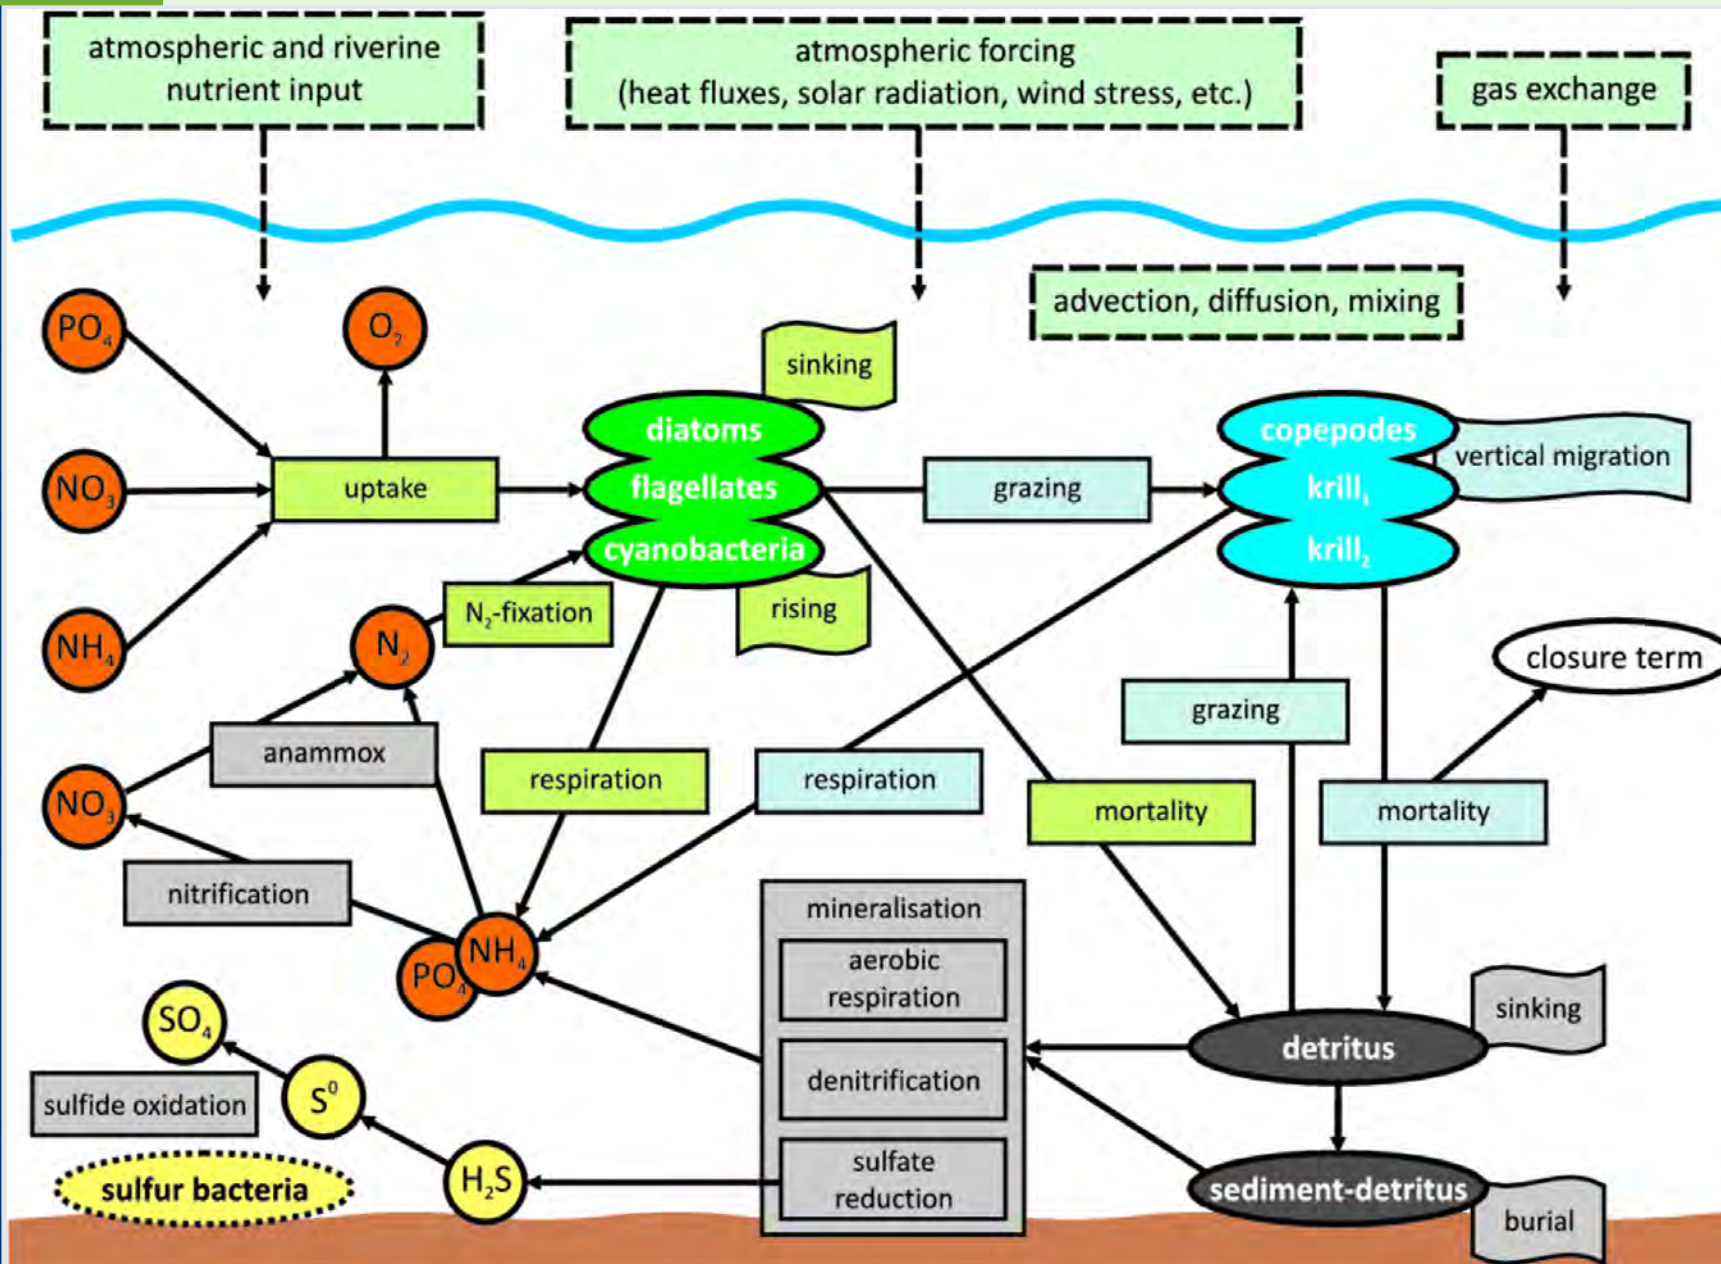 atmospheric and riverine
nutrient input
atmospheric forcing
(heat fluxes, solar radiation, wind stress, etc.)
gas exchange
advection, diffusion, mixing
PO₄
O₂
sinking
diatoms
copepodes
vertical migration
NO₃
uptake
flagellates
grazing
krill₁
cyanobacteria
krill₂
N₂-fixation
rising
NH₄
N₂
closure term
grazing
anammox
respiration
respiration
NO₃
mortality
mortality
nitrification
mineralisation
NH₄
PO₄
aerobic
respiration
SO₄
sinking
detritus
denitrification
sulfide oxidation
S⁰
sulfate
reduction
H₂S
sulfur bacteria
sediment-detritus
burial